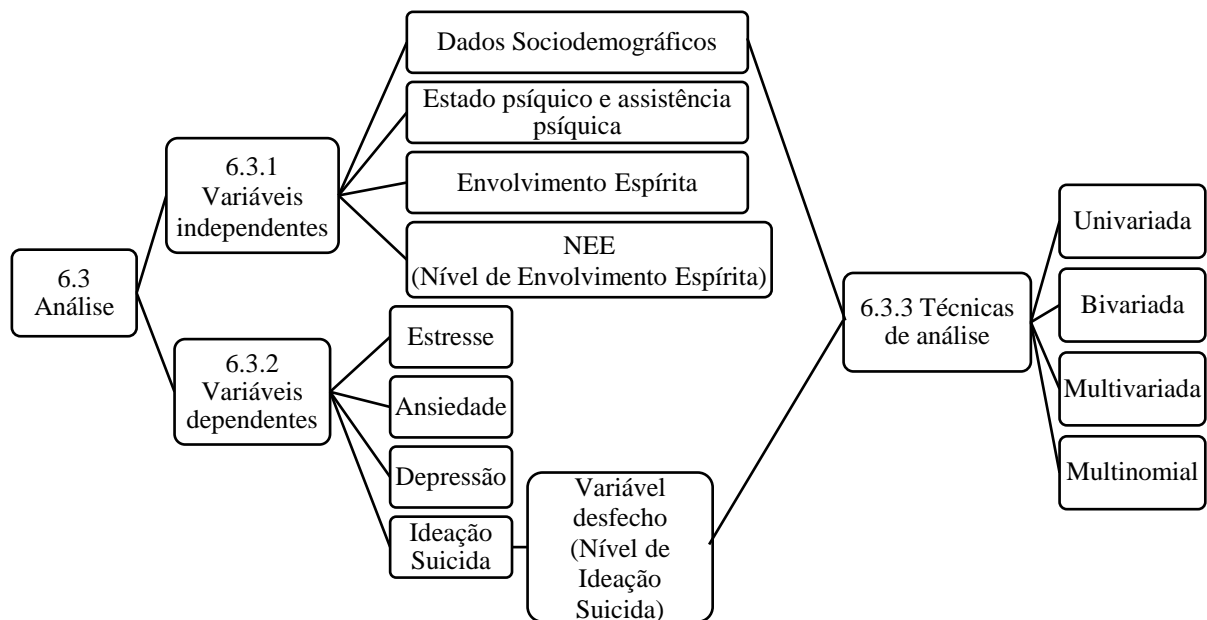 6.3
Análise
6.3.1
Variáveis
independentes
Dados Sociodemográficos
Estado psíquico e assistência
psíquica
Envolvimento Espírita
NEE
(Nível de Envolvimento Espírita)
6.3.2
Variáveis
dependentes
Estresse
Ansiedade
Depressão
Ideação
Suicida
Variável
desfecho
(Nível de
Ideação
Suicida)
6.3.3 Técnicas
de análise
Univariada
Bivariada
Multivariada
Multinomial